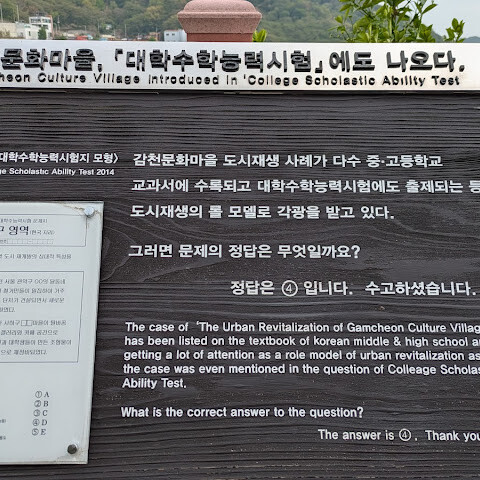 문화마을, 「대학수학능력시험」에도 나오다.
cheon Culture Village introduced in 'College Scholastic Ability Test
대학수학능력시험지 모형〉
ge Scholastic Ability Test 2014
감천문화마을 도시재생 사례가 다수 중·고등학교
교과서에 수록되고 대학수학능력시험에도 출제되는 등
도시재생의 롤 모델로 각광을 받고 있다.
그러면 문제의 정답은 무엇일까요?
정답은 ④ 입니다. 수고하셨습니다.
The case of 'The Urban Revitalization of Gamcheon Culture Villag
has been listed on the textbook of korean middle & high school a
getting a lot of attention as a role model of urban revitalization as
the case was even mentioned in the question of Colleage Scholas
Ability Test.
What is the correct answer to the question?
The answer is ④, Thank you
영역
① A
② B
③ C
④ D
⑤ E